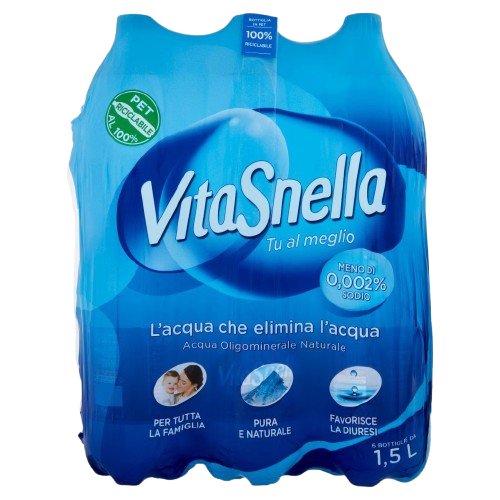 BOTTIGLIA
IN PET
100%
RICICLABILE
PET
RICICLABILE
AL 100%
VitaSnella
Tu al meglio
MENO DI
0,002%
SODIO
L'acqua che elimina l'acqua
Acqua Oligominerale Naturale
PER TUTTA
LA FAMIGLIA
PURA
E NATURALE
FAVORISCE
LA DIURESI
6 BOTTIGLIE DA
1,5 L